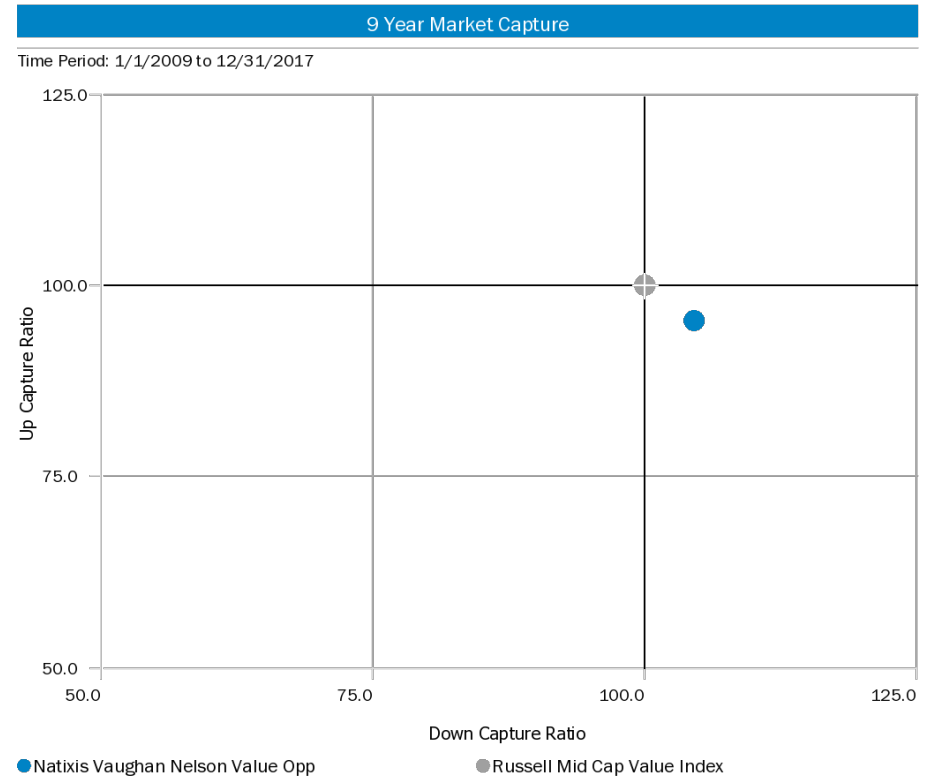 9 Year Market Capture
Time Period: 1/1/2009 to 12/31/2017
125.0
100.0
75.0
50.0
Up Capture Ratio
50.0
75.0
100.0
125.0
Down Capture Ratio
Natixis Vaughan Nelson Value Opp
Russell Mid Cap Value Index